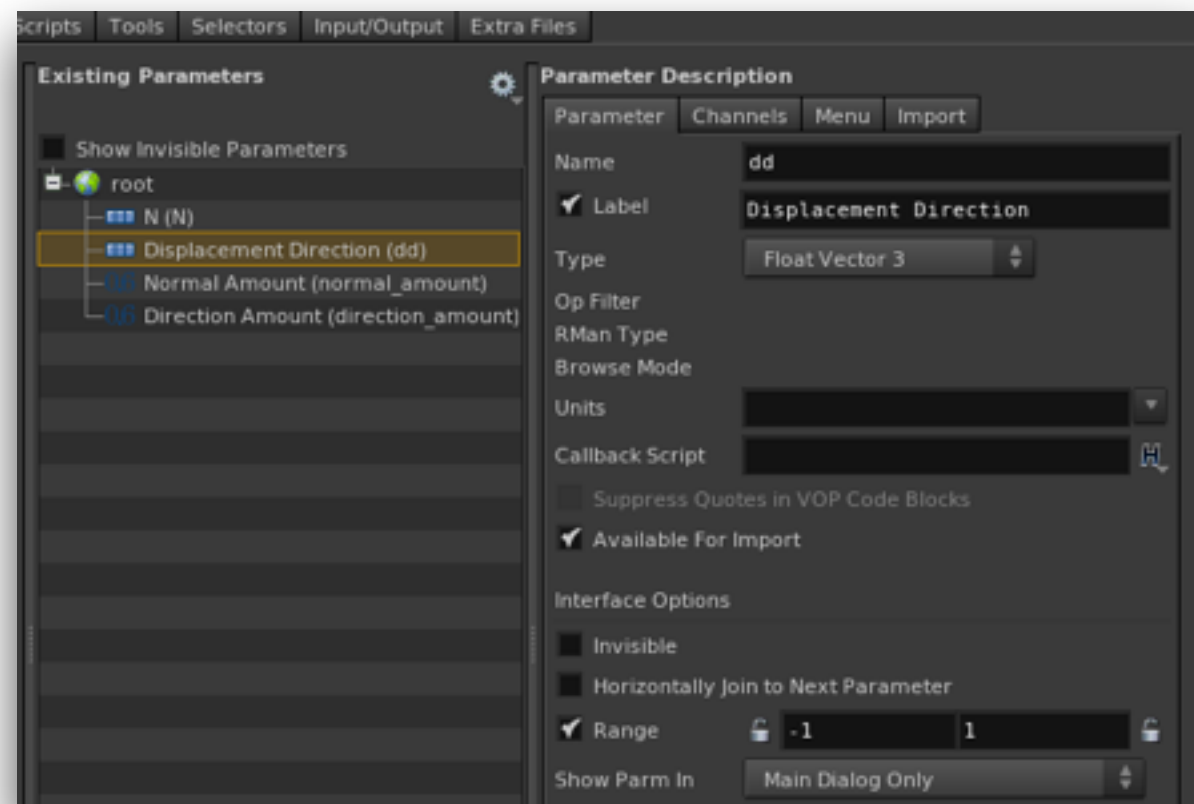 Scripts Tools Selectors Input/Output Extra Files
Existing Parameters
Show Invisible Parameters
root
N (N)
Displacement Direction (dd)
Normal Amount (normal_amount)
Direction Amount (direction_amount)
Parameter Description
Parameter Channels Menu Import
Name dd
Label Displacement Direction
Type Float Vector 3
Op Filter
RMan Type
Browse Mode
Units
Callback Script
Suppress Quotes in VOP Code Blocks
Available For Import
Interface Options
Invisible
Horizontally Join to Next Parameter
Range -1 1
Show Parm In Main Dialog Only